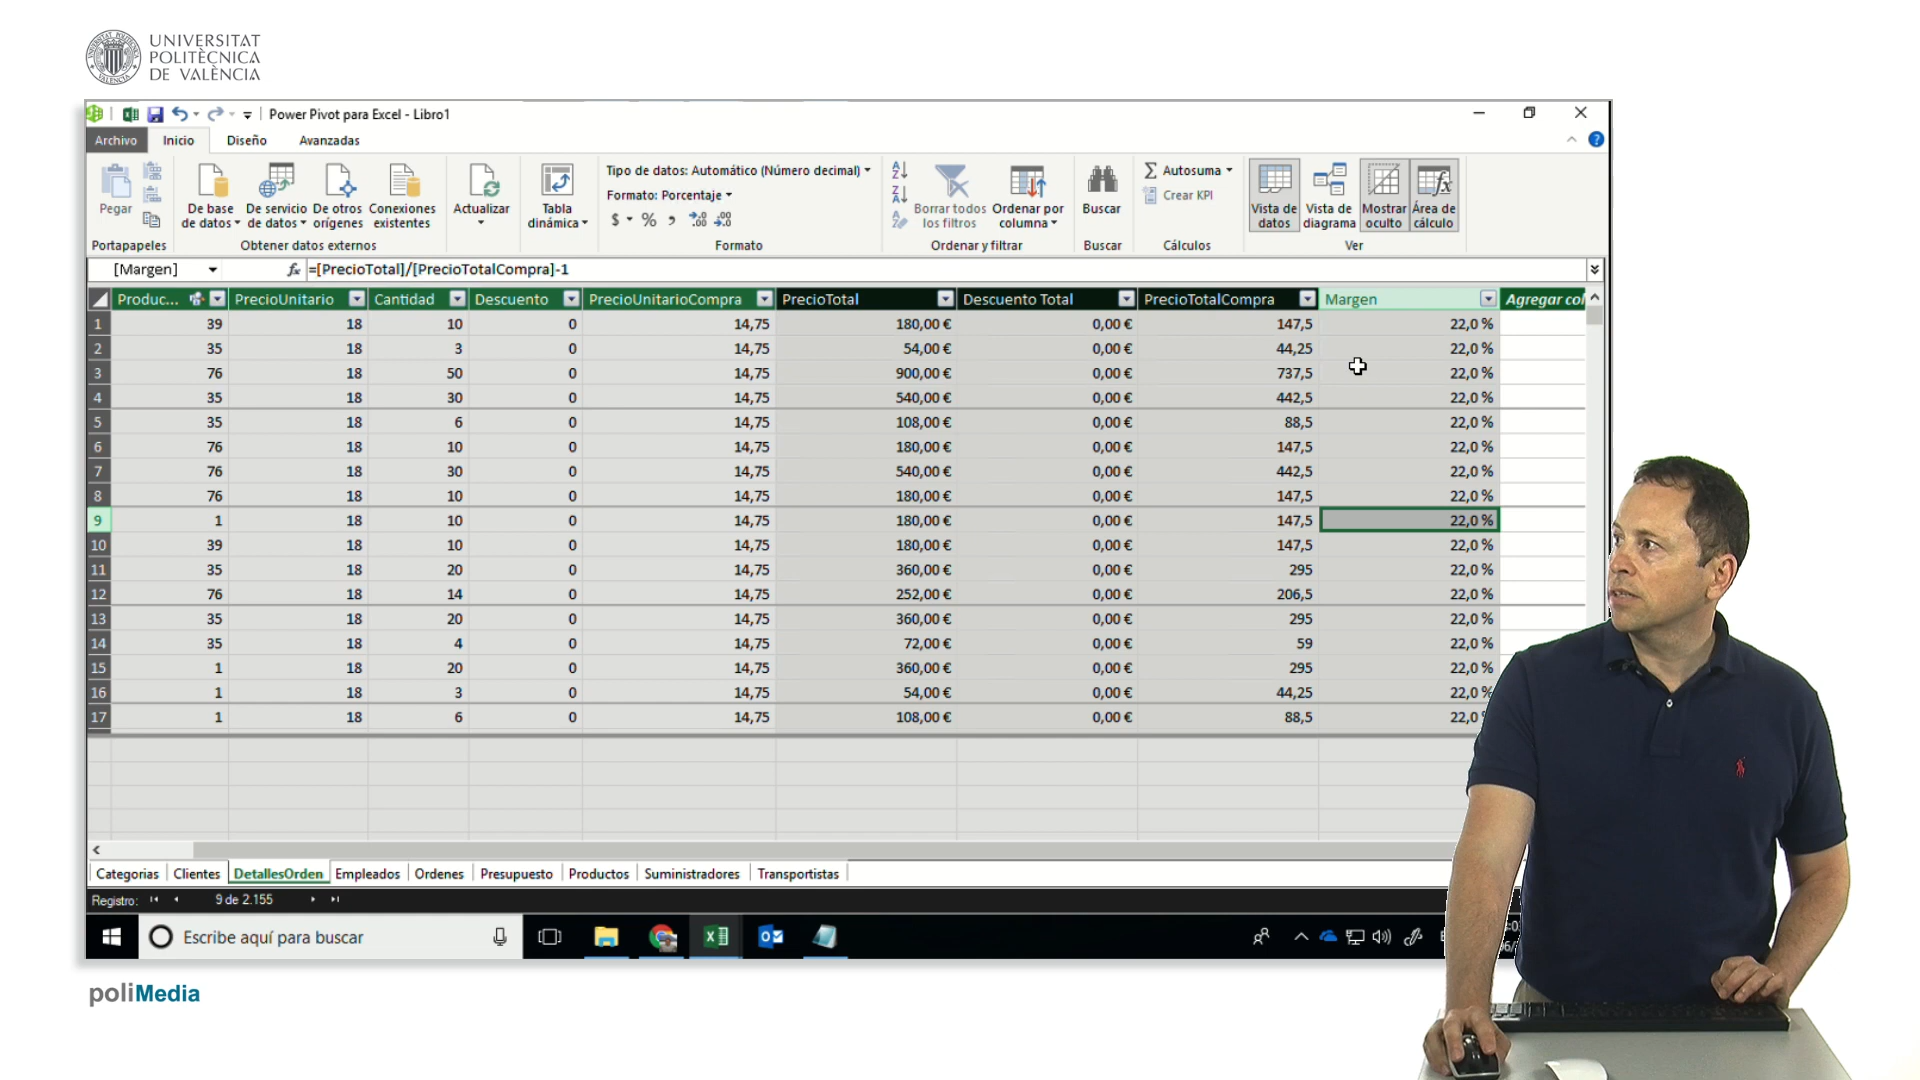 UNIVERSITAT
POLITÈCNICA
DE VALÈNCIA
Power Pivot para Excel - Libro1
Archivo Inicio Diseño Avanzadas
Pegar
De base de datos
De servicio de datos
De otros orígenes
Conexiones existentes
Actualizar
Tabla dinámica
Tipo de datos: Automático (Número decimal)
Formato: Porcentaje
$ %
Borrar todos los filtros
Ordenar por columna
Buscar
Autosuma
Crear KPI
Vista de datos
Vista de diagrama
Mostrar oculto
Área de cálculo
Portapapeles Obtener datos externos Formato Ordenar y filtrar Buscar Cálculos Ver
[Margen] fx =[PrecioTotal]/[PrecioTotalCompra]-1
Produc... PrecioUnitario Cantidad Descuento PrecioUnitarioCompra PrecioTotal Descuento Total PrecioTotalCompra Margen Agregar col
1 39 18 10 0 14,75 180,00 € 0,00 € 147,5 22,0 %
2 35 18 3 0 14,75 54,00 € 0,00 € 44,25 22,0 %
3 76 18 50 0 14,75 900,00 € 0,00 € 737,5 22,0 %
4 35 18 30 0 14,75 540,00 € 0,00 € 442,5 22,0 %
5 35 18 6 0 14,75 108,00 € 0,00 € 88,5 22,0 %
6 76 18 10 0 14,75 180,00 € 0,00 € 147,5 22,0 %
7 76 18 30 0 14,75 540,00 € 0,00 € 442,5 22,0 %
8 76 18 10 0 14,75 180,00 € 0,00 € 147,5 22,0 %
9 1 18 10 0 14,75 180,00 € 0,00 € 147,5 22,0 %
10 39 18 10 0 14,75 180,00 € 0,00 € 147,5 22,0 %
11 35 18 20 0 14,75 360,00 € 0,00 € 295 22,0 %
12 76 18 14 0 14,75 252,00 € 0,00 € 206,5 22,0 %
13 35 18 20 0 14,75 360,00 € 0,00 € 295 22,0 %
14 35 18 4 0 14,75 72,00 € 0,00 € 59 22,0 %
15 1 18 20 0 14,75 360,00 € 0,00 € 295 22,0 %
16 1 18 3 0 14,75 54,00 € 0,00 € 44,25 22,0 %
17 1 18 6 0 14,75 108,00 € 0,00 € 88,5 22,0
Categorias Clientes DetallesOrden Empleados Ordenes Presupuesto Productos Suministradores Transportistas
Registro: 9 de 2.155
Escribe aquí para buscar
poliMedia